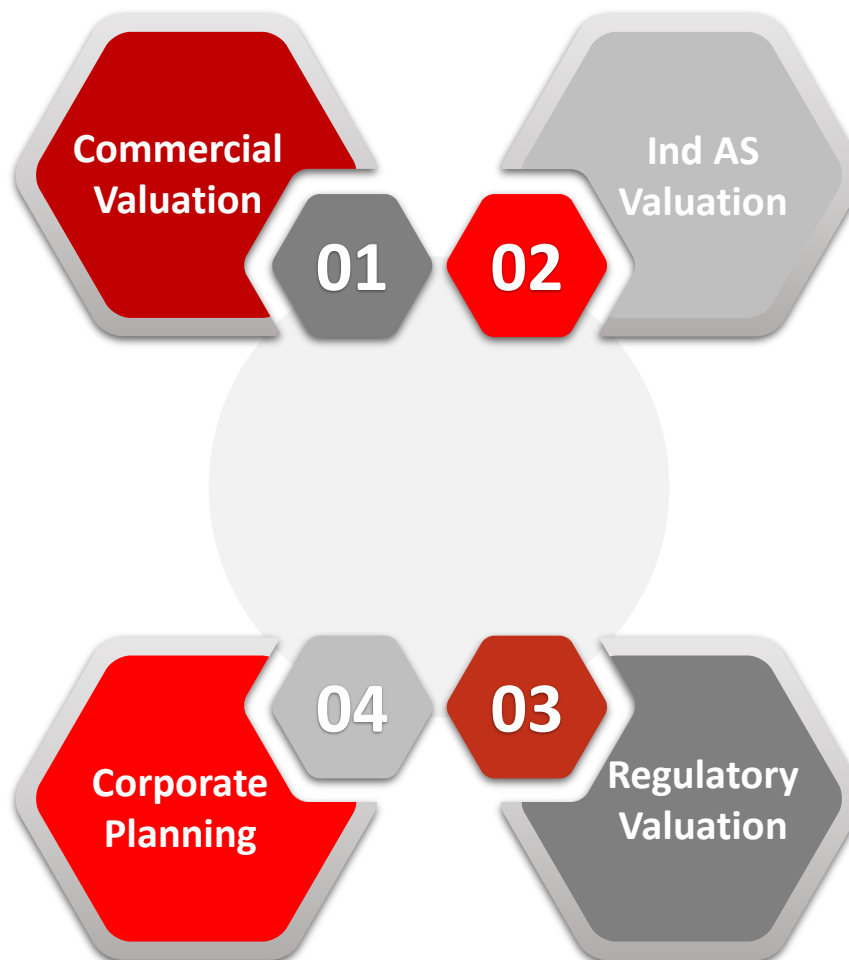 Commercial
Valuation
01
02
Ind AS
Valuation
04
Corporate
Planning
03
Regulatory
Valuation